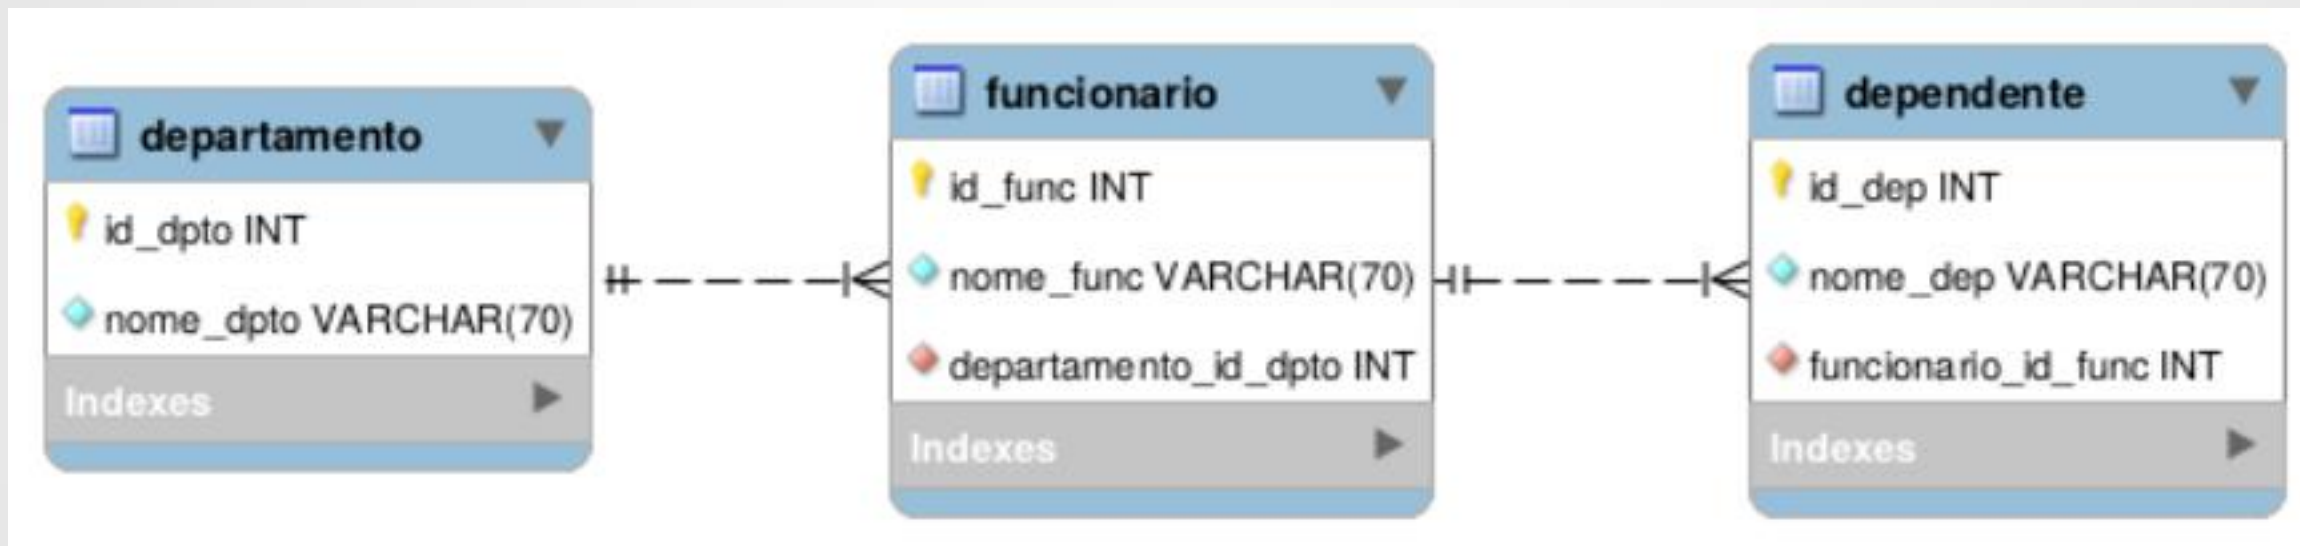 departamento
id_dpto INT
nome_dpto VARCHAR(70)
Indexes
funcionario
id_func INT
nome_func VARCHAR(70)
departamento_id_dpto INT
Indexes
dependente
id_dep INT
nome_dep VARCHAR(70)
funcionario_id_func INT
Indexes